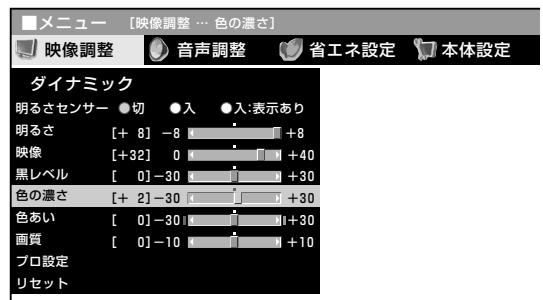 ■メニュー ［映像調整 … 色の濃さ］
映像調整 音声調整 省エネ設定 本体設定
ダイナミック
明るさセンサー ●切 ●入 ●入:表示あり
明るさ [+ 8] −8 +8
映像 [+32] 0 +40
黒レベル [ 0] −30 +30
色の濃さ [+ 2] −30 +30
色あい [ 0] −30 +30
画質 [ 0] −10 +10
プロ設定
リセット